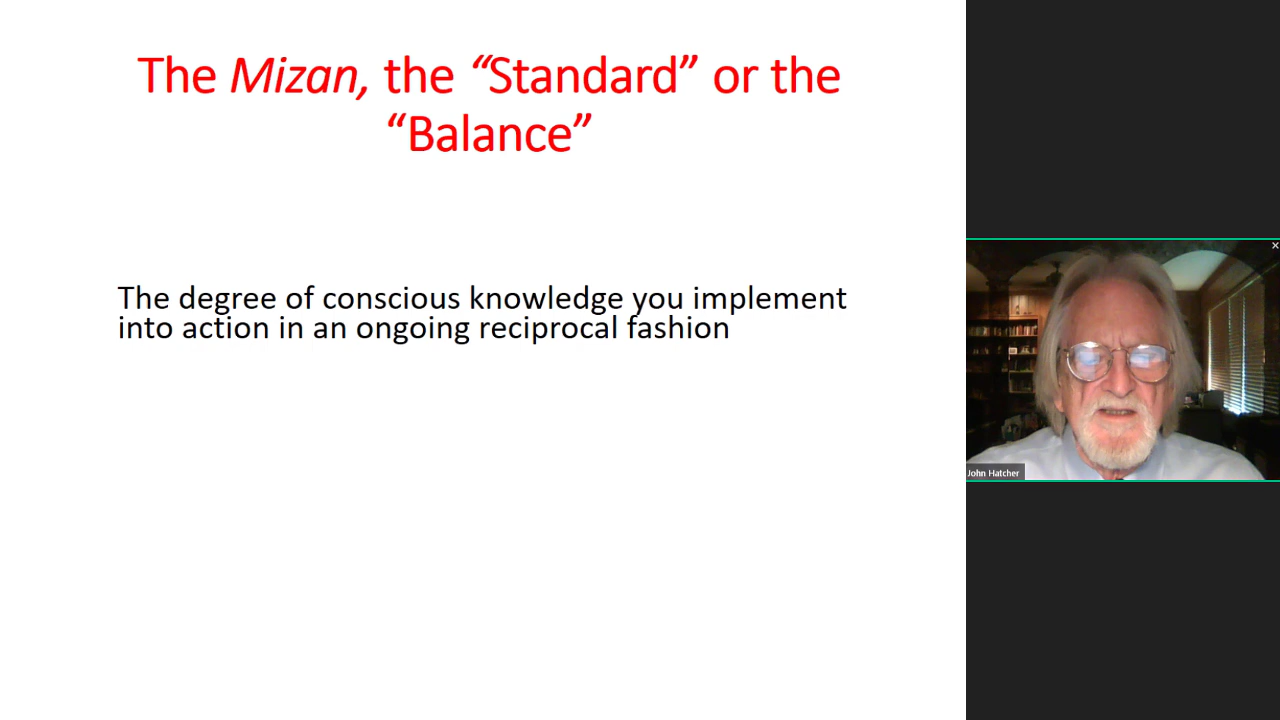 The Mizan, the “Standard” or the
“Balance”
The degree of conscious knowledge you implement
into action in an ongoing reciprocal fashion
John Hatcher